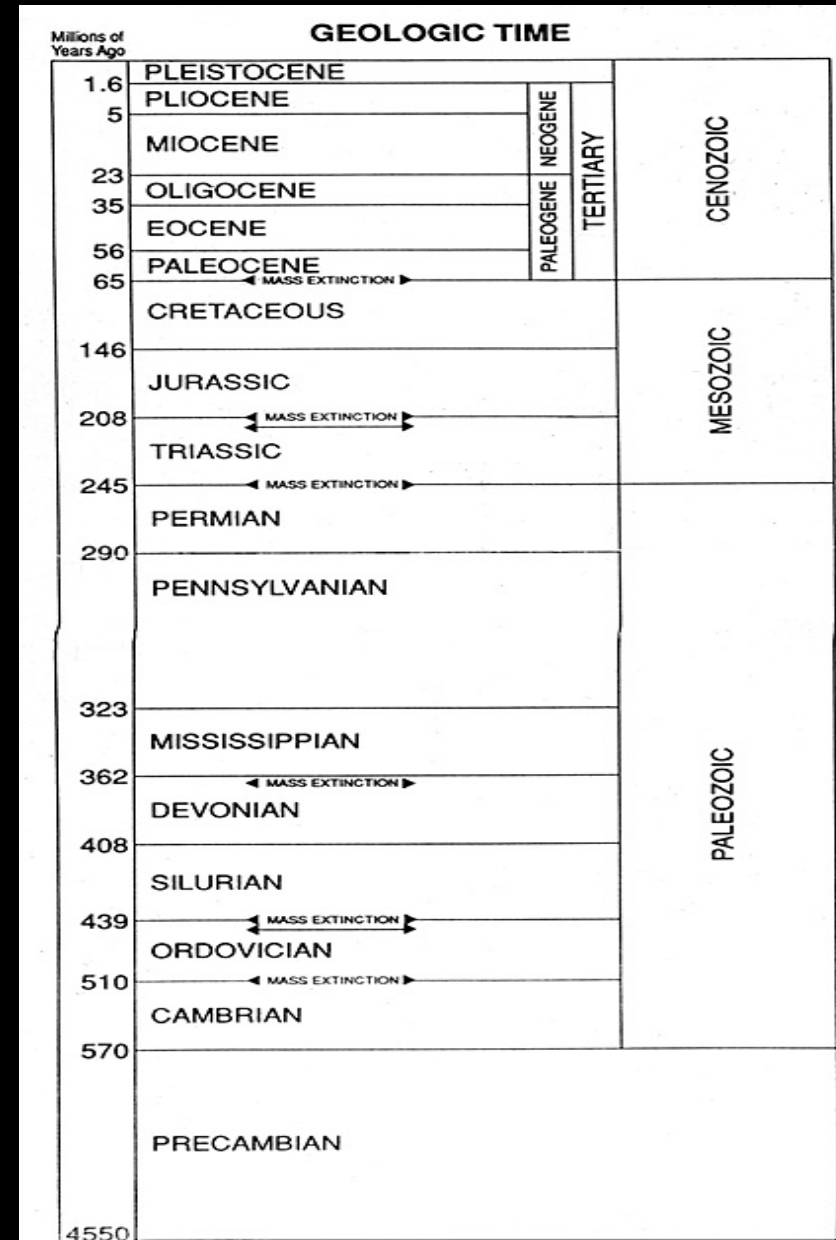 GEOLOGIC TIME
Millions of
Years Ago
PLEISTOCENE
1.6
PLIOCENE
5
MIOCENE
23
OLIGOCENE
35
EOCENE
56
PALEOCENE
65
MASS EXTINCTION
CRETACEOUS
146
JURASSIC
208
MASS EXTINCTION
TRIASSIC
245
MASS EXTINCTION
PERMIAN
290
PENNSYLVANIAN
323
MISSISSIPPIAN
362
MASS EXTINCTION
DEVONIAN
408
SILURIAN
439
MASS EXTINCTION
ORDOVICIAN
510
MASS EXTINCTION
CAMBRIAN
570
PRECAMBIAN
4550
NEOGENE
PALEOGENE
TERTIARY
CENOZOIC
MESOZOIC
PALEOZOIC